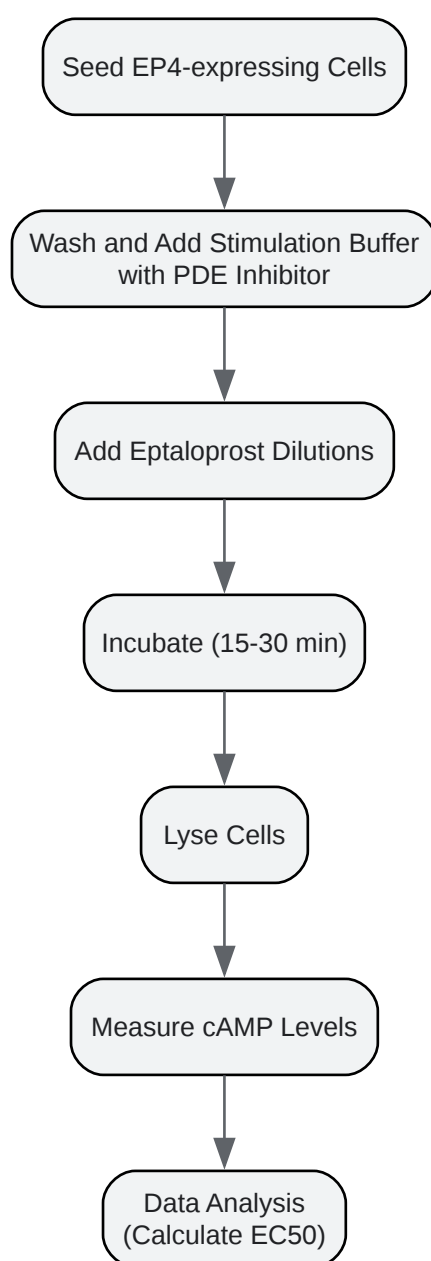 Seed EP4-expressing Cells
Wash and Add Stimulation Buffer
with PDE Inhibitor
Add Eptaloprost Dilutions
Incubate (15-30 min)
Lyse Cells
Measure cAMP Levels
Data Analysis
(Calculate EC50)